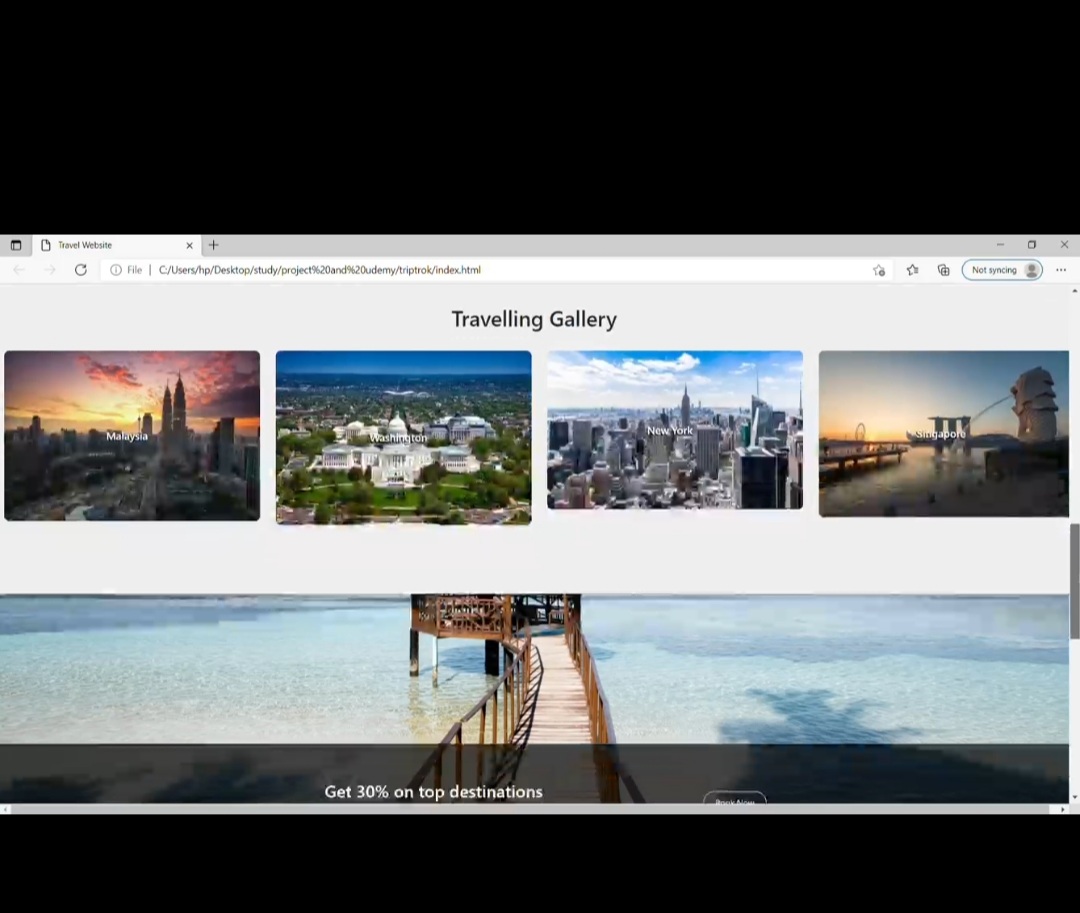 Travel Website
File
C:/Users/hp/Desktop/study/project%20and%20udemy/triptrok/index.html
Not syncing
Travelling Gallery
Malaysia
Washington
New York
Singapore
Get 30% on top destinations
Book Now